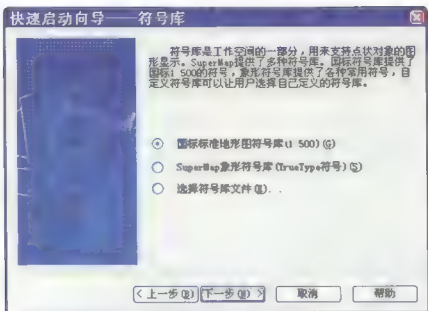 快速启动向导——符号库
符号库是工作空间的一部分，用来支持点状对象的图
形显示。SuperMap提供了多种符号库。国标符号库提供了
国标1 500的符号，象形符号库提供了各种常用符号，自
定义符号库可以让用户选择自己定义的符号库。
国标标准地形图符号库(1 500)(G)
SuperMap象形符号库(TrueType符号)(S)
选择符号库文件(E)...
<上一步(B) 下一步(N)> 取消 帮助